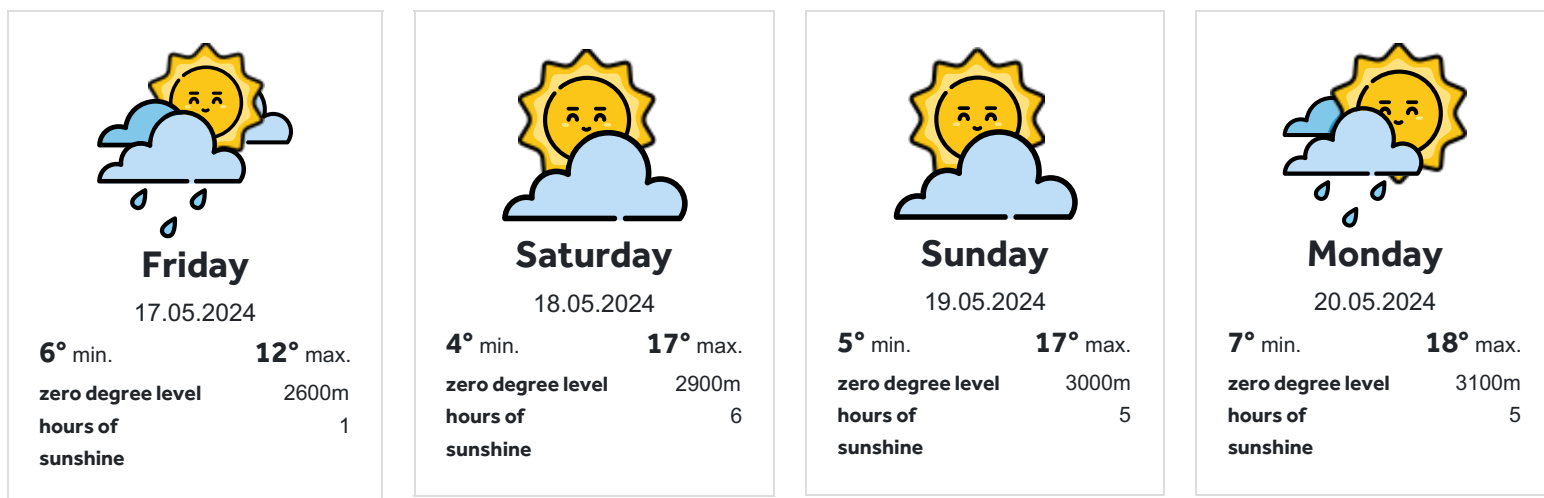 Friday
17.05.2024
6° min. 12° max.
zero degree level 2600m
hours of 1
sunshine
Saturday
18.05.2024
4° min. 17° max.
zero degree level 2900m
hours of 6
sunshine
Sunday
19.05.2024
5° min. 17° max.
zero degree level 3000m
hours of 5
sunshine
Monday
20.05.2024
7° min. 18° max.
zero degree level 3100m
hours of 5
sunshine